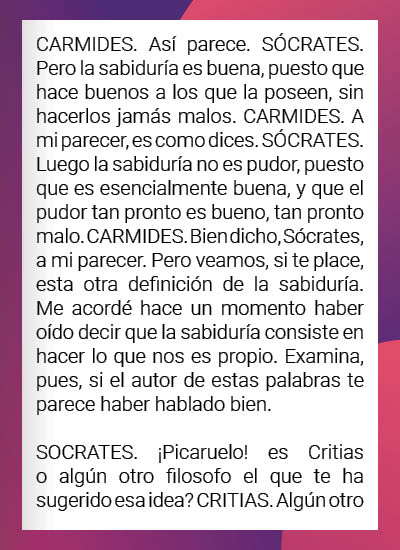 CARMIDES. Así parece. SÓCRATES.
Pero la sabiduría es buena, puesto que
hace buenos a los que la poseen, sin
hacerlos jamás malos. CARMIDES. A
mi parecer, es como dices. SÓCRATES.
Luego la sabiduría no es pudor, puesto
que es esencialmente buena, y que el
pudor tan pronto es bueno, tan pronto
malo. CARMIDES. Bien dicho, Sócrates,
a mi parecer. Pero veamos, si te place,
esta otra definición de la sabiduría.
Me acordé hace un momento haber
oído decir que la sabiduría consiste en
hacer lo que nos es propio. Examina,
pues, si el autor de estas palabras te
parece haber hablado bien.
SOCRATES. ¡Picaruelo! es Critias
o algún otro filosofo el que te ha
sugerido esa idea? CRITIAS. Algún otro